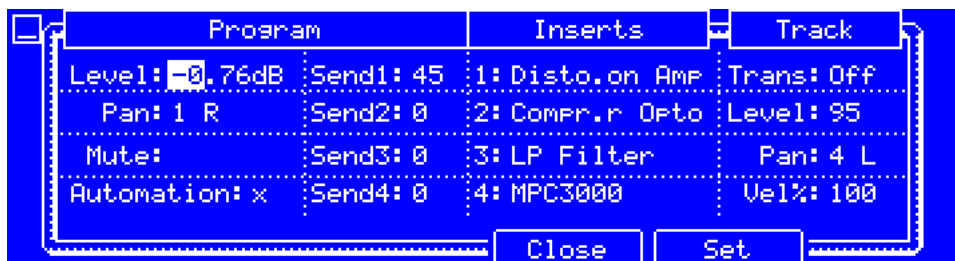 Program Inserts Track
Level: -0.76dB Send1: 45 1: Disto.on Amp Trans: Off
Pan: 1 R Send2: 0 2: Compr.r Opto Level: 95
Mute: Send3: 0 3: LP Filter Pan: 4 L
Automation: x Send4: 0 4: MPC3000 Vel%: 100
Close Set